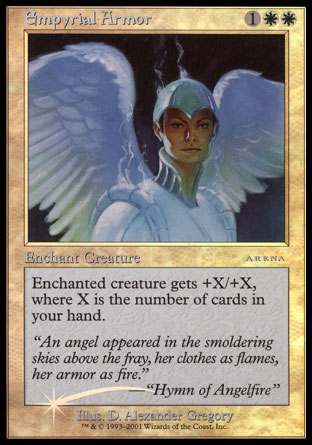 Empyrial Armor 1
Enchant Creature ARENA
Enchanted creature gets +X/+X,
where X is the number of cards in
your hand.
"An angel appeared in the smoldering
skies above the fray, her clothes as flames,
her armor as fire."
"Hymn of Angelfire"
Illus. D. Alexander Gregory
™ & © 1993-2001 Wizards of the Coast, Inc.